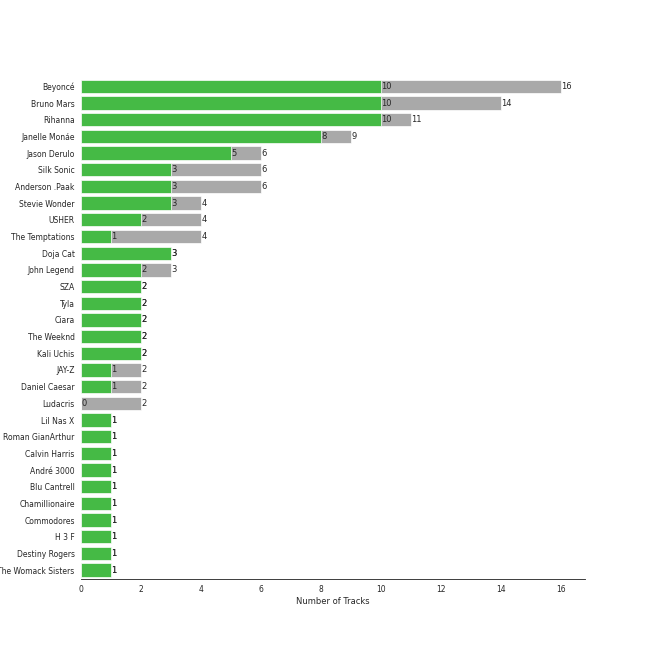 Beyoncé 10 16
Bruno Mars 10 14
Rihanna 10 11
Janelle Monáe 8 9
Jason Derulo 5 6
Silk Sonic 3 6
Anderson .Paak 3 6
Stevie Wonder 3 4
USHER 2 4
The Temptations 1 4
Doja Cat 3
John Legend 2 3
SZA 2
Tyla 2
Ciara 2
The Weeknd 2
Kali Uchis 2
JAY-Z 1 2
Daniel Caesar 1 2
Ludacris 0 2
Lil Nas X 1
Roman GianArthur 1
Calvin Harris 1
André 3000 1
Blu Cantrell 1
Chamillionaire 1
Commodores 1
H 3 F 1
Destiny Rogers 1
The Womack Sisters 1
0 2 4 6 8 10 12 14 16
Number of Tracks